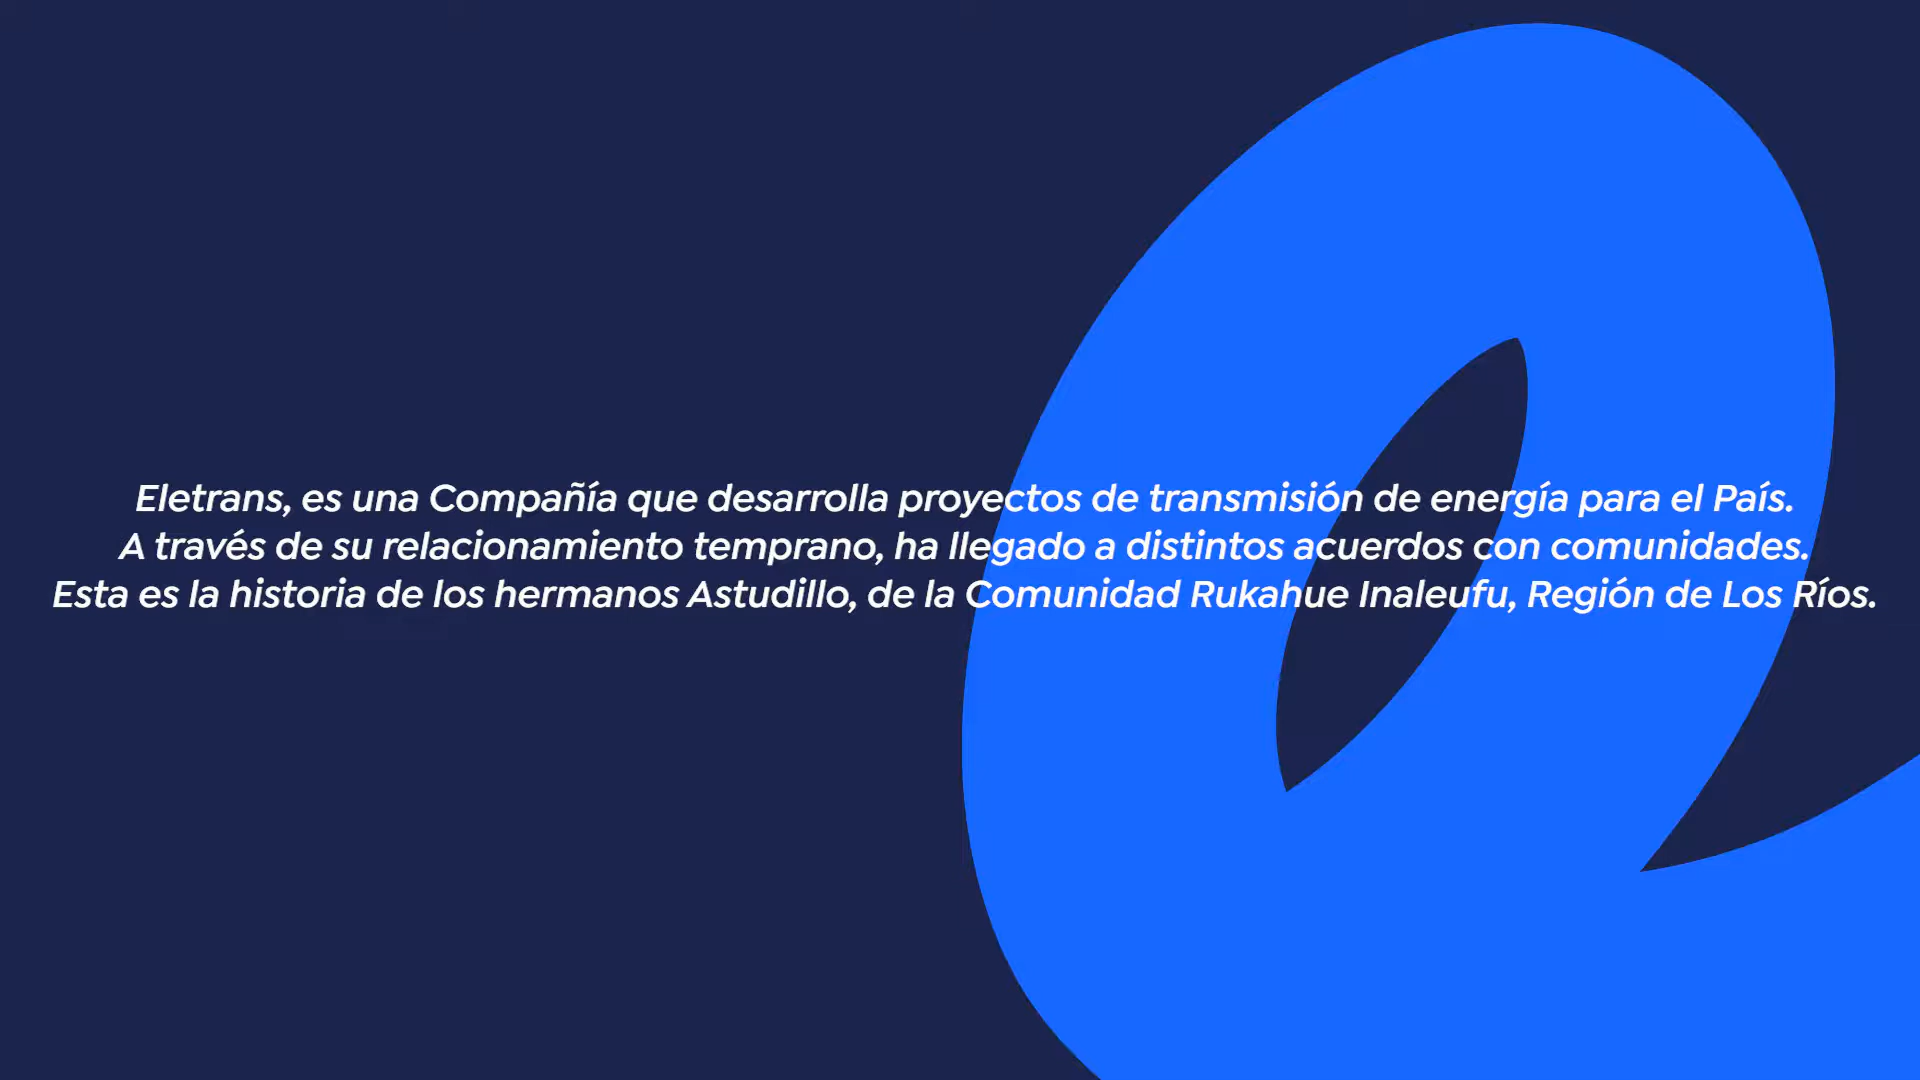 Eletrans, es una Compañía que desarrolla proyectos de transmisión de energía para el País.
A través de su relacionamiento temprano, ha llegado a distintos acuerdos con comunidades.
Esta es la historia de los hermanos Astudillo, de la Comunidad Rukahue Inaleufu, Región de Los Ríos.